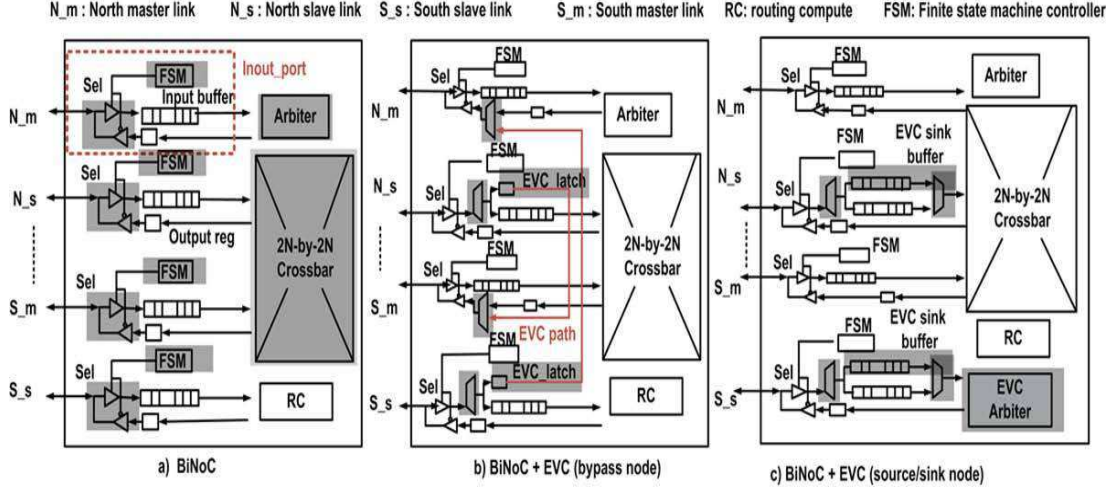 N_m : North master link N_s : North slave link S_s : South slave link S_m : South master link RC: routing compute FSM: Finite state machine controller
FSM
Inout_port
Sel
Input buffer
N_m
Arbiter
FSM
N_s
Output reg
2N-by-2N
Crossbar
FSM
Sel
S_m
FSM
Sel
S_s
RC
a) BiNoC
FSM
Sel
N_m
Arbiter
FSM
EVC_latch
N_s
Sel
2N-by-2N
Crossbar
FSM
Sel
S_m
EVC path
FSM
EVC_latch
Sel
S_s
RC
b) BiNoC + EVC (bypass node)
FSM
Sel
N_m
Arbiter
FSM
EVC sink
buffer
N_s
Sel
2N-by-2N
Crossbar
FSM
Sel
S_m
FSM
EVC sink
buffer
RC
Sel
S_s
EVC
Arbiter
c) BiNoC + EVC (source/sink node)